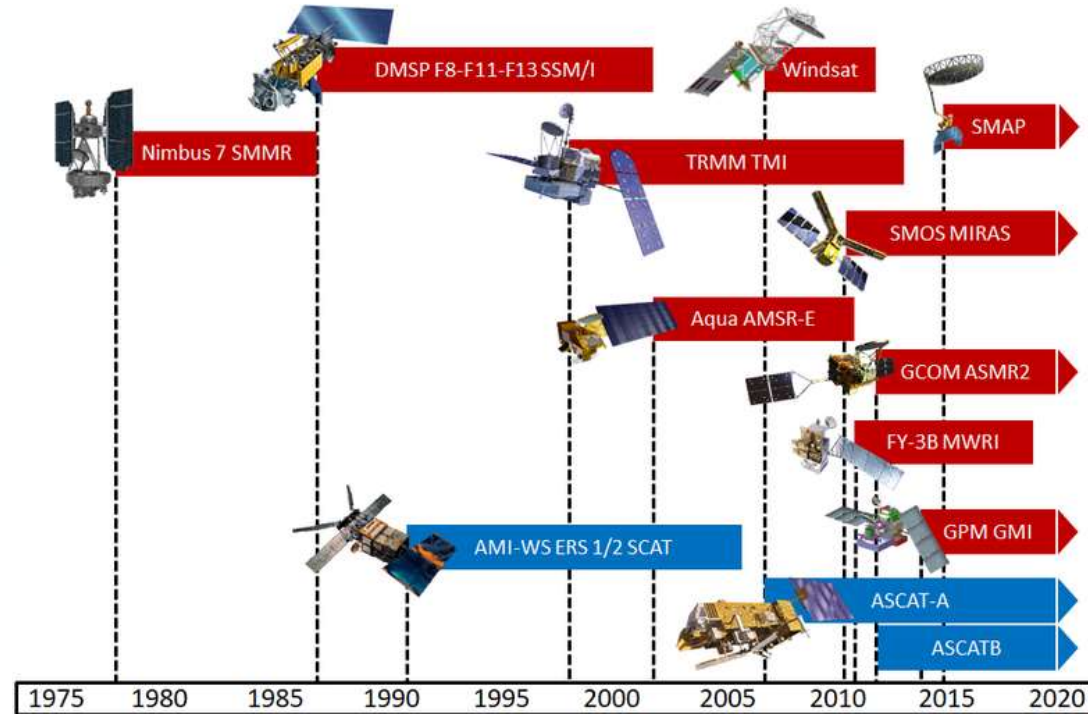 DMSP F8-F11-F13 SSM/I
Windsat
SMAP
Nimbus 7 SMMR
TRMM TMI
SMOS MIRAS
Aqua AMSR-E
GCOM ASMR2
FY-3B MWRI
GPM GMI
AMI-WS ERS 1/2 SCAT
ASCAT-A
ASCATB
1975 1980 1985 1990 1995 2000 2005 2010 2015 2020